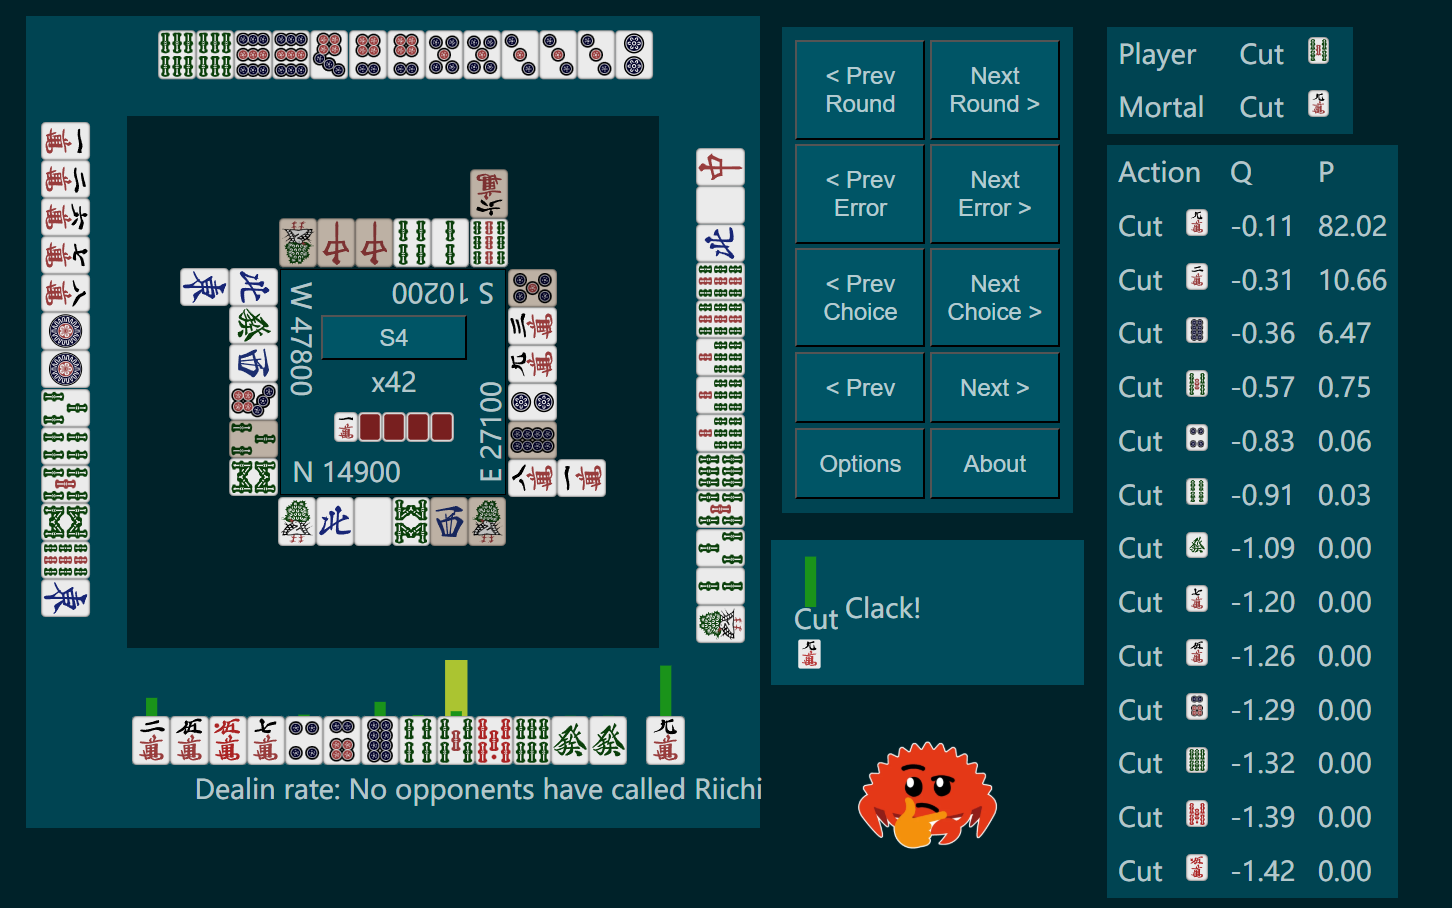 S 10200
W 47800
S4
x42
E 27100
N 14900
Dealin rate: No opponents have called Riichi
< Prev Round
Next Round >
< Prev Error
Next Error >
< Prev Choice
Next Choice >
< Prev
Next >
Options
About
Cut
Clack!
Player Cut
Mortal Cut
Action Q P
Cut -0.11 82.02
Cut -0.31 10.66
Cut -0.36 6.47
Cut -0.57 0.75
Cut -0.83 0.06
Cut -0.91 0.03
Cut -1.09 0.00
Cut -1.20 0.00
Cut -1.26 0.00
Cut -1.29 0.00
Cut -1.32 0.00
Cut -1.39 0.00
Cut -1.42 0.00